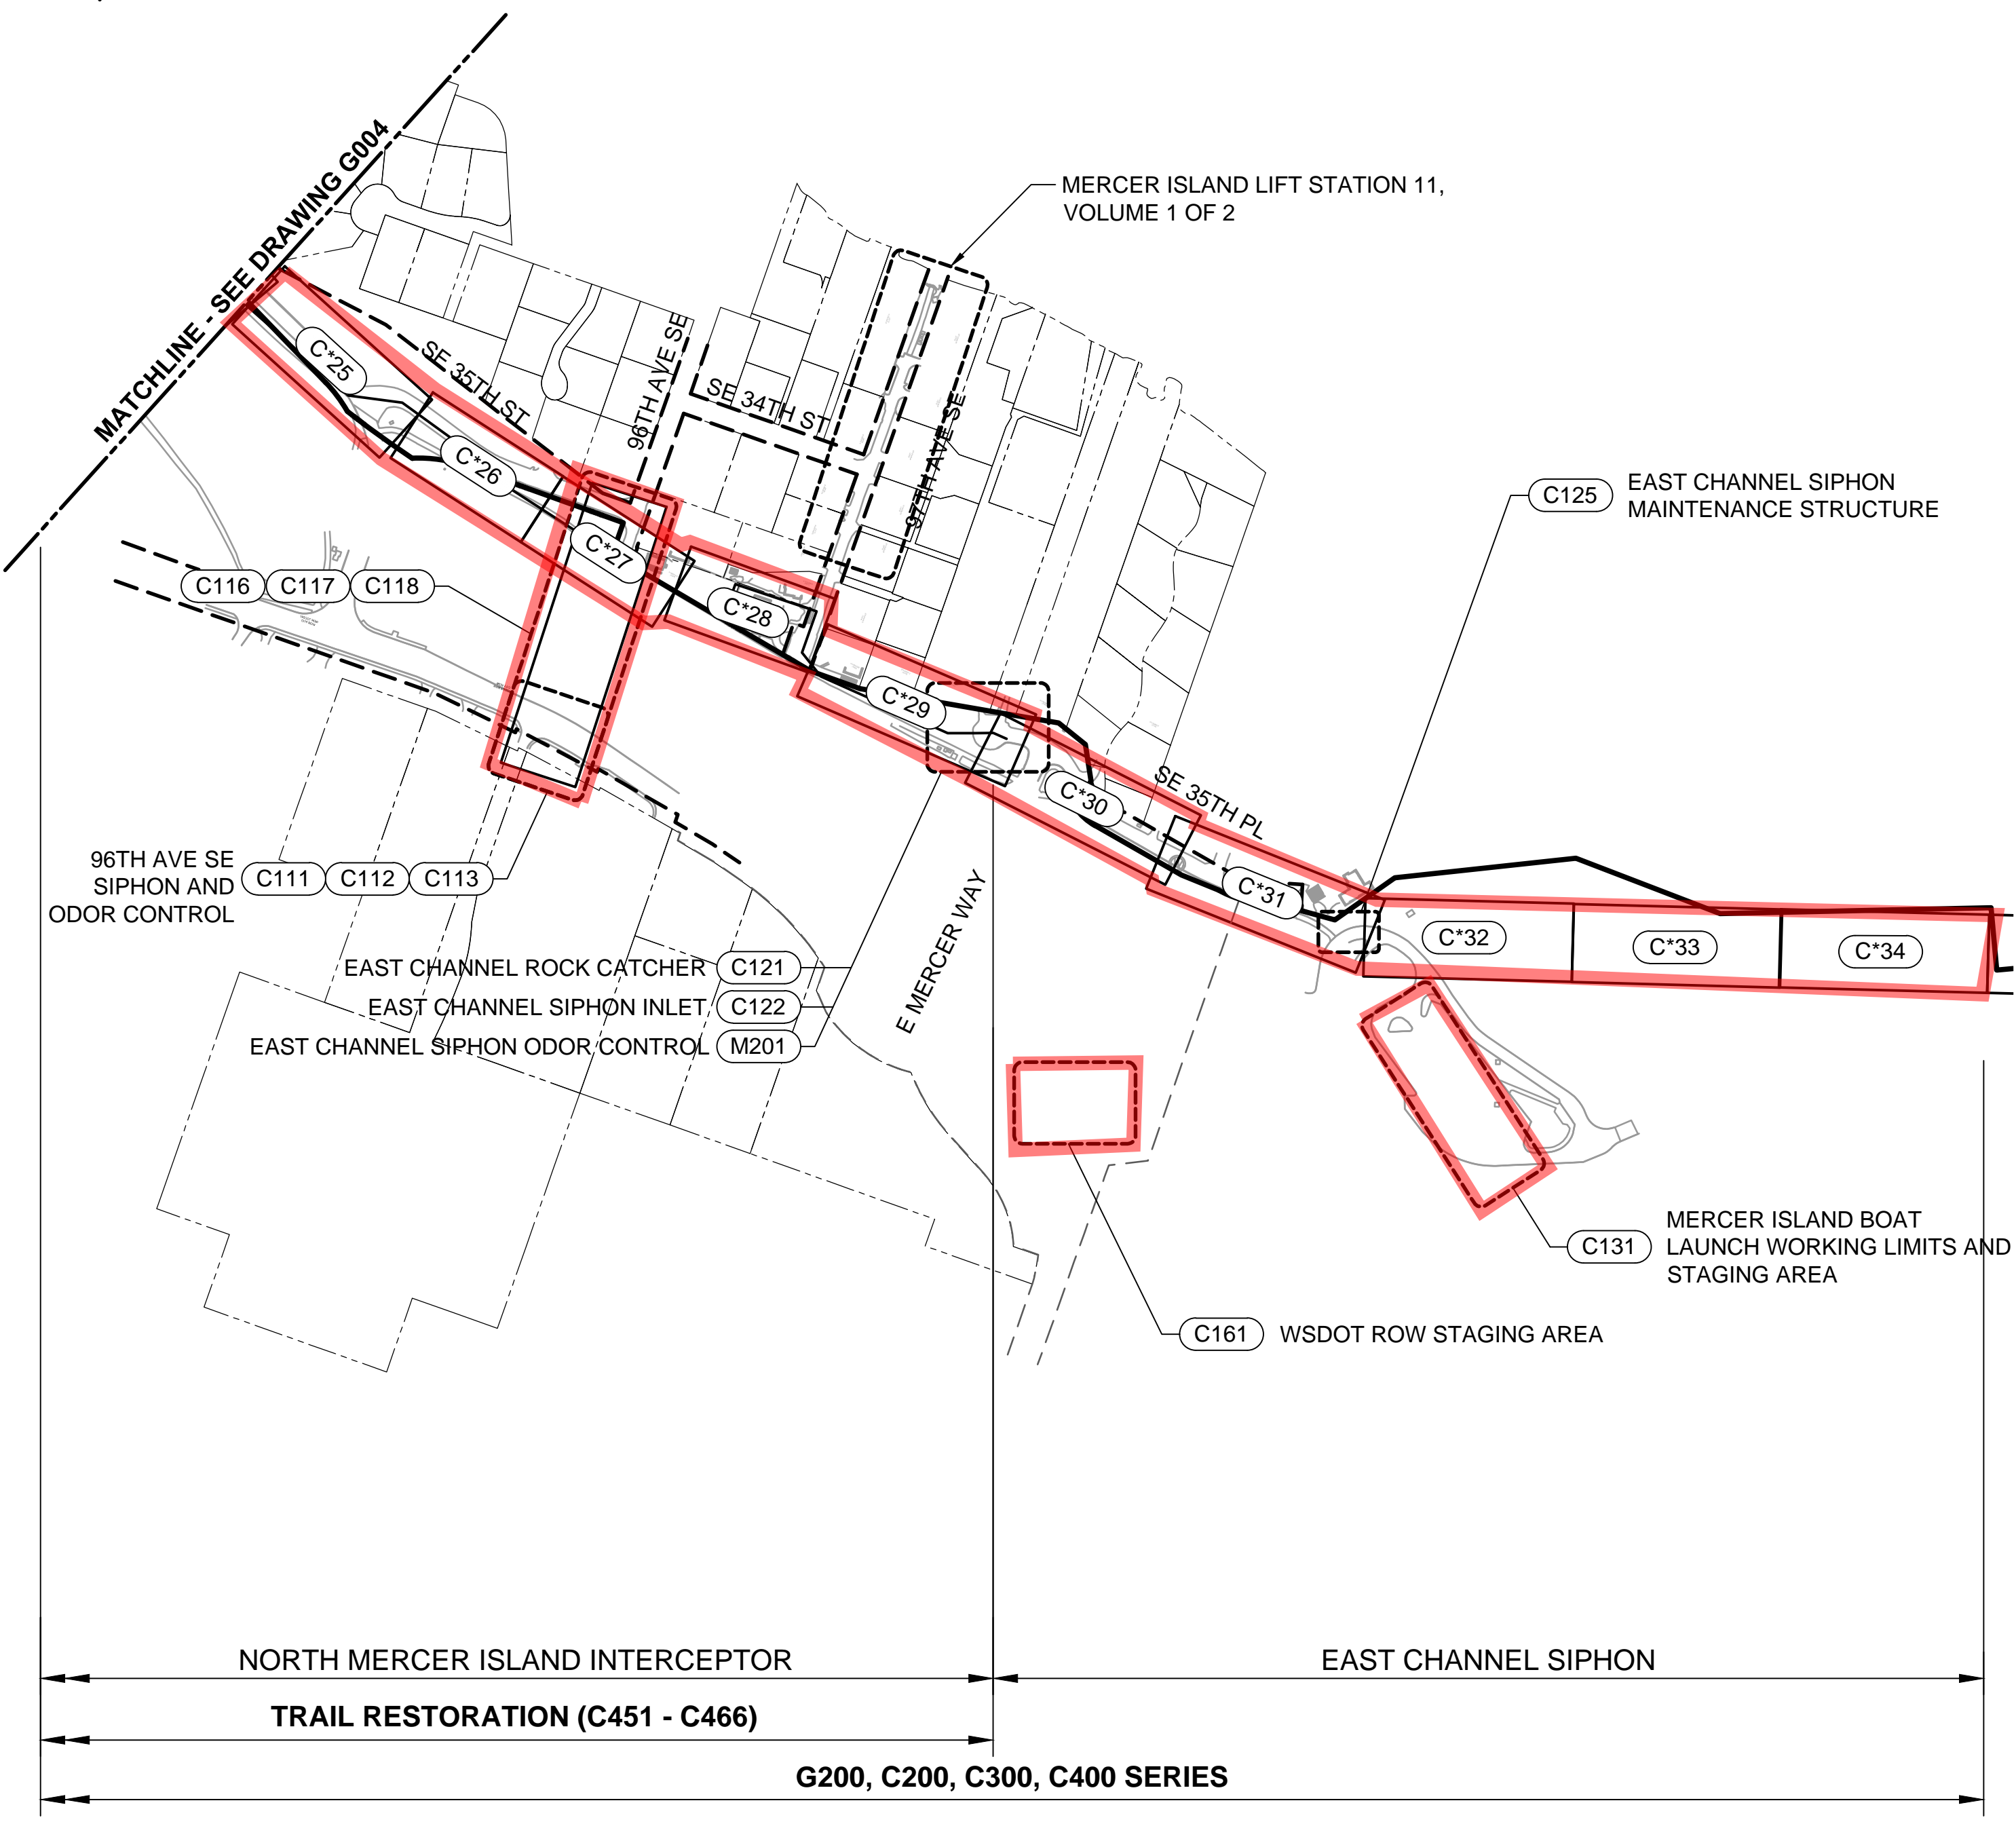 MATCHLINE - SEE DRAWING G004
MERCER ISLAND LIFT STATION 11,
VOLUME 1 OF 2
C*25
SE 35TH ST
96TH AVE SE
SE 34TH ST
97TH AVE SE
C*26
C*27
C*28
C125
EAST CHANNEL SIPHON
MAINTENANCE STRUCTURE
C116
C117
C118
C*29
C*30
SE 35TH PL
C*31
C*32
C*33
C*34
96TH AVE SE
SIPHON AND
ODOR CONTROL
C111
C112
C113
E MERCER WAY
EAST CHANNEL ROCK CATCHER
C121
EAST CHANNEL SIPHON INLET
C122
EAST CHANNEL SIPHON ODOR CONTROL
M201
C131
MERCER ISLAND BOAT
LAUNCH WORKING LIMITS AND
STAGING AREA
C161
WSDOT ROW STAGING AREA
NORTH MERCER ISLAND INTERCEPTOR
EAST CHANNEL SIPHON
TRAIL RESTORATION (C451 - C466)
G200, C200, C300, C400 SERIES